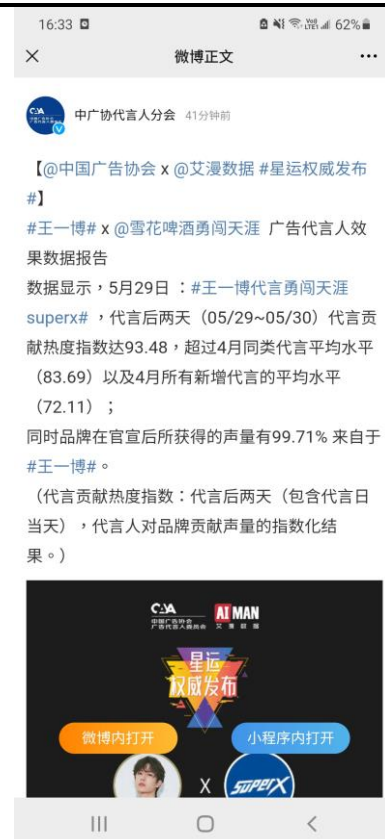 16:33
62%
微博正文
中广协代言人分会 41分钟前
【@中国广告协会 x @艾漫数据 #星运权威发布
#】
#王一博# x @雪花啤酒勇闯天涯 广告代言人效
果数据报告
数据显示，5月29日：#王一博代言勇闯天涯
superx# ，代言后两天（05/29~05/30）代言贡
献热度指数达93.48，超过4月同类代言平均水平
（83.69）以及4月所有新增代言的平均水平
（72.11）；
同时品牌在官宣后所获得的声量有99.71% 来自于
#王一博#。
（代言贡献热度指数：代言后两天（包含代言日
当天），代言人对品牌贡献声量的指数化结
果。）
中国广告协会
广告代言人委员会
AI MAN
艾漫数据
星运
权威发布
微博内打开
小程序内打开
X
SUPERX